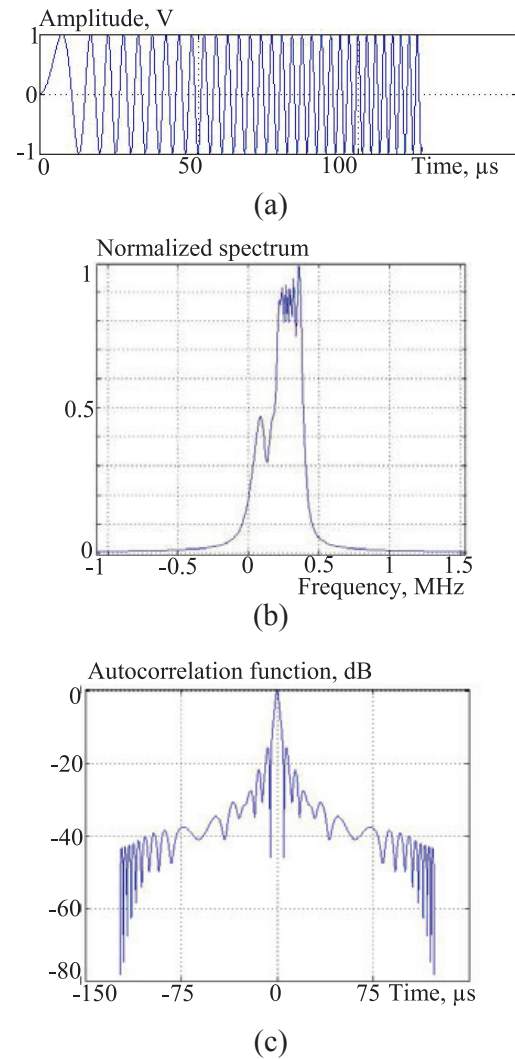 Amplitude, V
1
0
-1
0 50 100 Time, µs
(a)
Normalized spectrum
1
0.5
0
-1 -0.5 0 0.5 1 1.5
Frequency, MHz
(b)
Autocorrelation function, dB
0
-20
-40
-60
-80
-150 -75 0 75 Time, µs
(c)